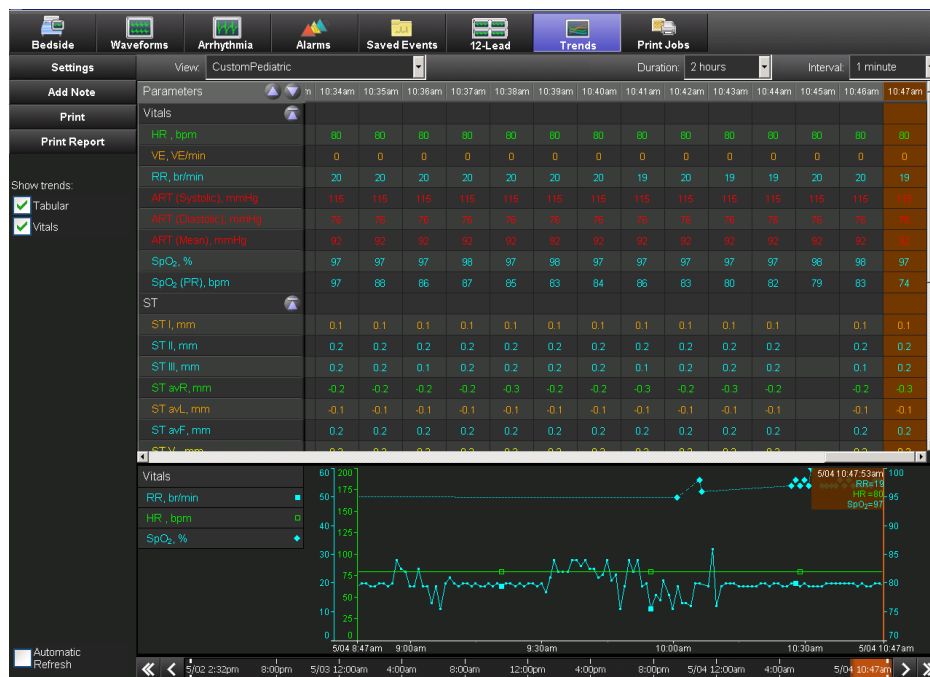 Bedside Waveforms Arrhythmia Alarms Saved Events 12-Lead Trends Print Jobs
Settings View: CustomPediatric Duration: 2 hours Interval: 1 minute
Add Note Parameters 10:34am 10:35am 10:36am 10:37am 10:38am 10:39am 10:40am 10:41am 10:42am 10:43am 10:44am 10:45am 10:46am 10:47am
Print Vitals
Print Report HR , bpm 80 80 80 80 80 80 80 80 80 80 80 80 80 80
VE, VE/min 0 0 0 0 0 0 0 0 0 0 0 0 0 0
RR, br/min 20 20 20 20 20 20 20 19 20 19 19 20 20 19
Show trends:
ART (Systolic), mmHg 115 115 115 115 115 115 115 115 115 115 115 115 115 115
Tabular
ART (Diastolic), mmHg 76 76 76 76 76 76 76 76 76 76 76 76
Vitals
ART (Mean), mmHg 92 92 92 92 92 92 92 92 92 92 92 92 92 92
SpO₂, % 97 97 97 98 97 98 97 97 97 97 97 98 98 97
SpO₂ (PR), bpm 97 88 86 87 85 83 84 86 83 80 82 79 83 74
ST
ST I, mm 0.1 0.1 0.1 0.1 0.1 0.1 0.1 0.1 0.1 0.1 0.1 0.1 0.1
ST II, mm 0.2 0.2 0.2 0.2 0.2 0.2 0.2 0.2 0.2 0.2 0.2 0.2 0.2
ST III, mm 0.2 0.2 0.1 0.2 0.2 0.2 0.2 0.1 0.2 0.2 0.2 0.1 0.2
ST avR, mm -0.2 -0.2 -0.2 -0.2 -0.3 -0.2 -0.2 -0.3 -0.2 -0.3 -0.2 -0.2 -0.3
ST avL, mm -0.1 -0.1 -0.1 -0.1 -0.1 -0.1 -0.1 -0.1 -0.1 -0.1 -0.1 -0.1 -0.1
ST avF, mm 0.2 0.2 0.2 0.2 0.2 0.2 0.2 0.2 0.2 0.2 0.2 0.2 0.2
Vitals
RR, br/min
HR , bpm
SpO₂, %
60 50 40 30 20 10 0
200 175 150 125 100 75 50 25 0
5/04 10:47:53am
RR=19
HR =80
SpO₂=97
100 95 90 85 80 75 70
5/04 8:47am 9:00am 9:30am 10:00am 10:30am 5/04 10:47am
Automatic
Refresh
5/02 2:32pm 8:00pm 5/03 12:00am 4:00am 8:00am 12:00pm 4:00pm 8:00pm 5/04 12:00am 4:00am 5/04 10:47am